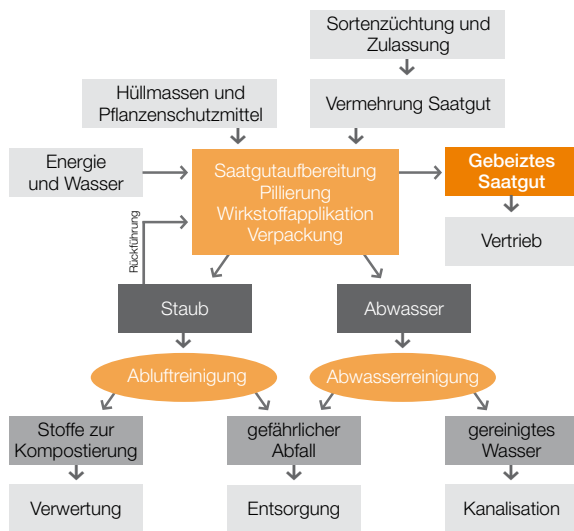 Sortenzüchtung und
Zulassung
Hüllmassen und
Pflanzenschutzmittel
Vermehrung Saatgut
Energie
und Wasser
Saatgutaufbereitung
Pillierung
Wirkstoffapplikation
Verpackung
Gebeiztes
Saatgut
Rückführung
Vertrieb
Staub
Abwasser
Abluftreinigung
Abwasserreinigung
Stoffe zur
Kompostierung
gefährlicher
Abfall
gereinigtes
Wasser
Verwertung
Entsorgung
Kanalisation